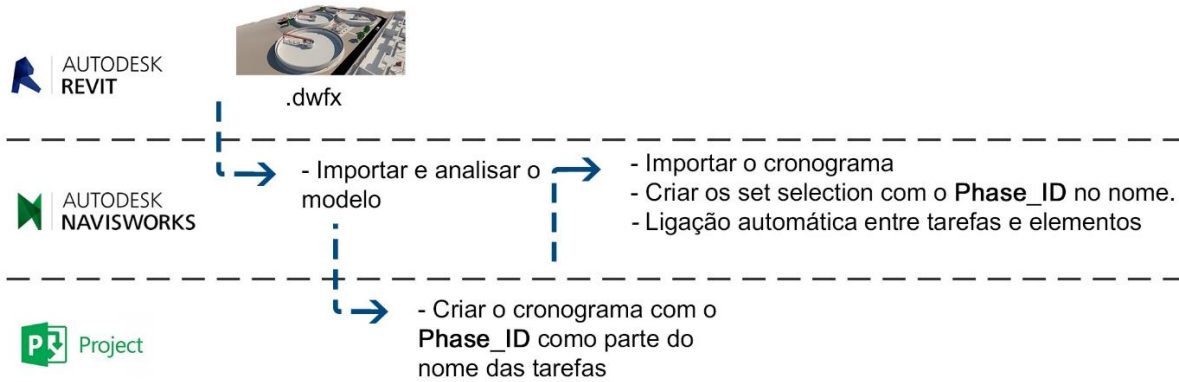 AUTODESK
REVIT
.dwfx
AUTODESK
NAVISWORKS
- Importar e analisar o
modelo
- Importar o cronograma
- Criar os set selection com o Phase_ID no nome.
- Ligação automática entre tarefas e elementos
P
Project
- Criar o cronograma com o
Phase_ID como parte do
nome das tarefas